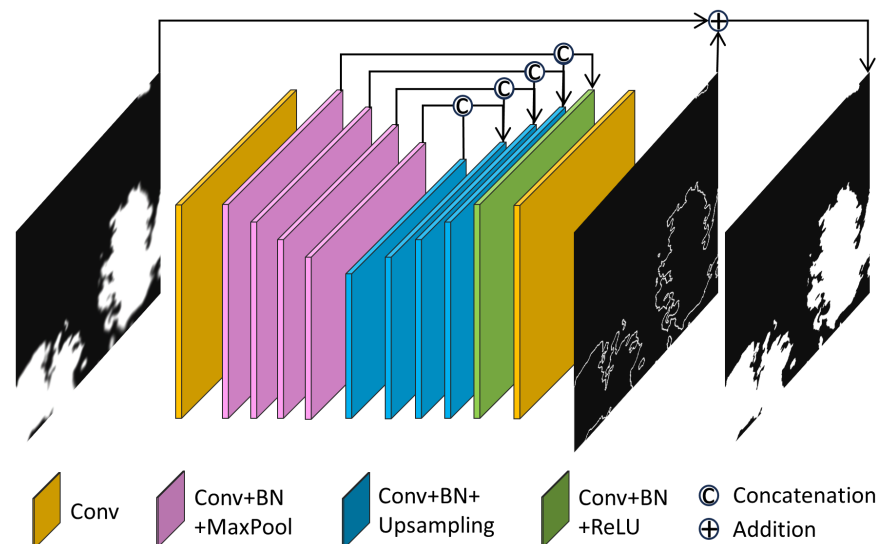 C
C
C
C
Conv
Conv+BN
+MaxPool
Conv+BN+
Upsampling
Conv+BN
+ReLU
C Concatenation
+ Addition